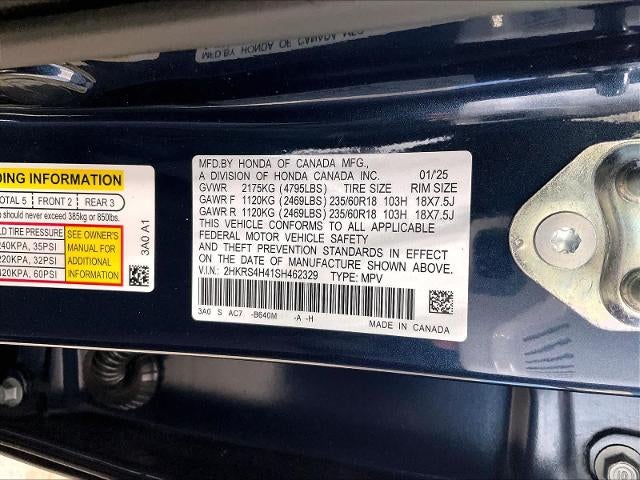 DING INFORMATION
OTAL 5 FRONT 2 REAR 3
should never exceed 385kg or 850lbs.
LD TIRE PRESSURE
240KPA, 35PSI
220KPA, 32PSI
420KPA, 60PSI
SEE OWNER'S
MANUAL FOR
ADDITIONAL
INFORMATION
3A0 A1
MFD.BY HONDA OF CANADA MFG.,
A DIVISION OF HONDA CANADA INC. 01/25
GVWR 2175KG (4795LBS) TIRE SIZE RIM SIZE
GAWR F 1120KG (2469LBS) 235/60R18 103H 18X7.5J
GAWR R 1120KG (2469LBS) 235/60R18 103H 18X7.5J
THIS VEHICLE CONFORMS TO ALL APPLICABLE
FEDERAL MOTOR VEHICLE SAFETY
AND THEFT PREVENTION STANDARDS IN EFFECT
ON THE DATE OF MANUFACTURE SHOWN ABOVE.
V.I.N.: 2HKRS4H41SH462329 TYPE: MPV
3A0 S AC7 -B640M -A -H
MADE IN CANADA